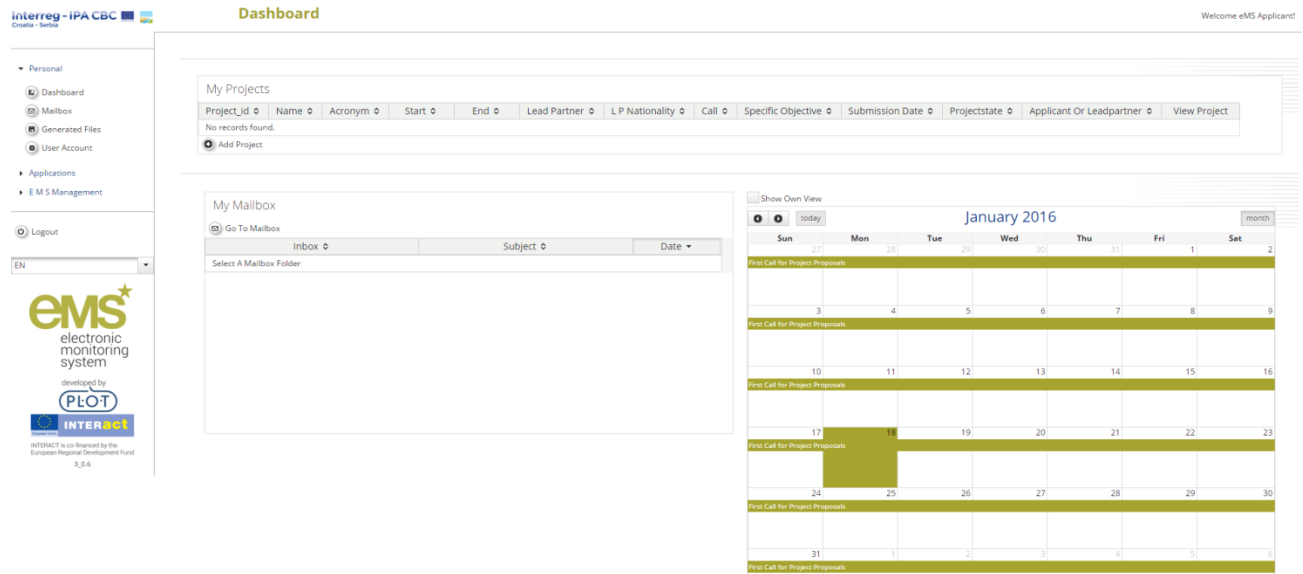 Interreg - IPA CBC
Croatia - Serbia
Dashboard
Welcome eMS Applicant!
Personal
Dashboard
Mailbox
Generated Files
User Account
Applications
E M S Management
Logout
EN
eMS
electronic
monitoring
system
developed by
PLOT
INTERact
INTERACT is co-financed by the
European Regional Development Fund
3_0.6
My Projects
Project_id Name Acronym Start End Lead Partner L P Nationality Call Specific Objective Submission Date Projectstate Applicant Or Leadpartner View Project
No records found.
Add Project
My Mailbox
Go To Mailbox
Inbox Subject Date
Select A Mailbox Folder
Show Own View
today January 2016 month
Sun Mon Tue Wed Thu Fri Sat
27 28 29 30 31 1 2
First Call for Project Proposals
3 4 5 6 7 8 9
First Call for Project Proposals
10 11 12 13 14 15 16
First Call for Project Proposals
17 18 19 20 21 22 23
First Call for Project Proposals
24 25 26 27 28 29 30
First Call for Project Proposals
31 1 2 3 4 5 6
First Call for Project Proposals